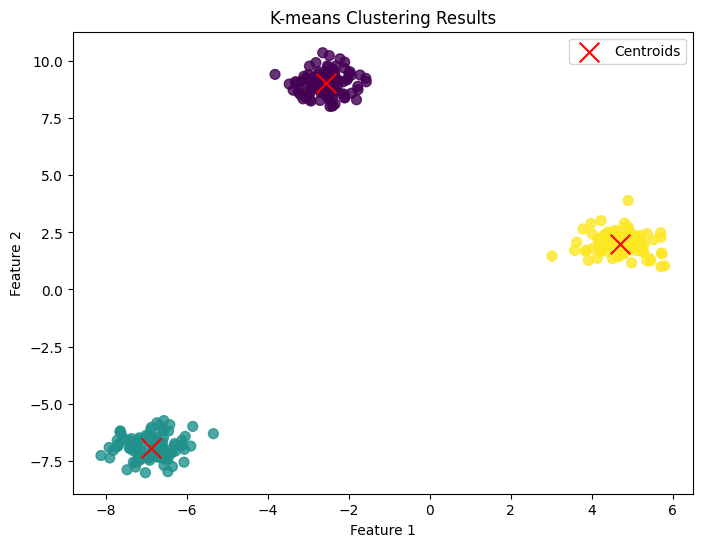 K-means Clustering Results
Centroids
10.0
7.5
5.0
2.5
0.0
−2.5
−5.0
−7.5
Feature 2
−8 −6 −4 −2 0 2 4 6
Feature 1